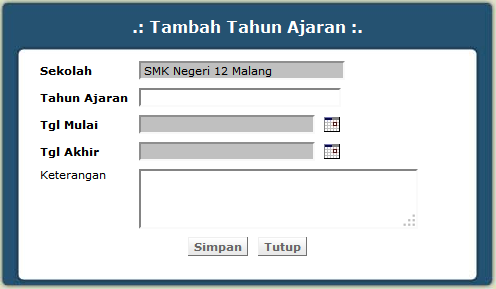 .: Tambah Tahun Ajaran :.
Sekolah SMK Negeri 12 Malang
Tahun Ajaran
Tgl Mulai
Tgl Akhir
Keterangan
Simpan Tutup